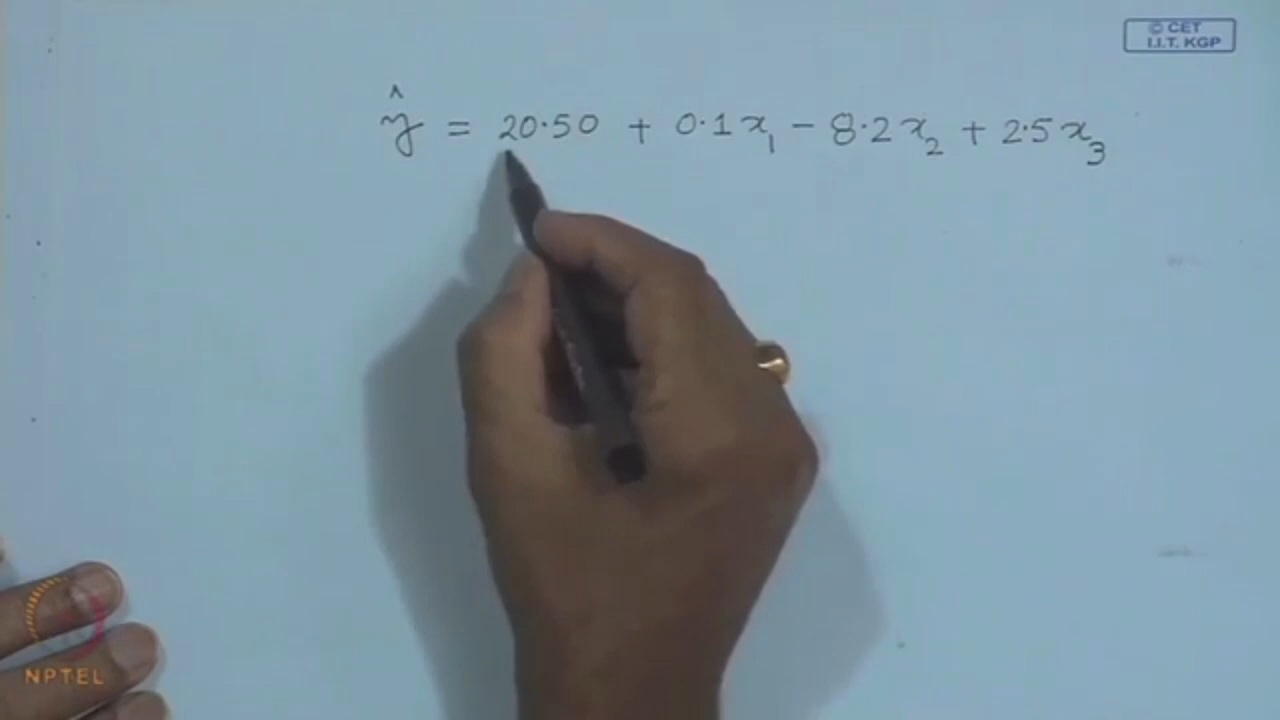 © CET
I.I.T. KGP
ŷ = 20.50 + 0.1x₁ − 8.2x₂ + 2.5x₃
NPTEL